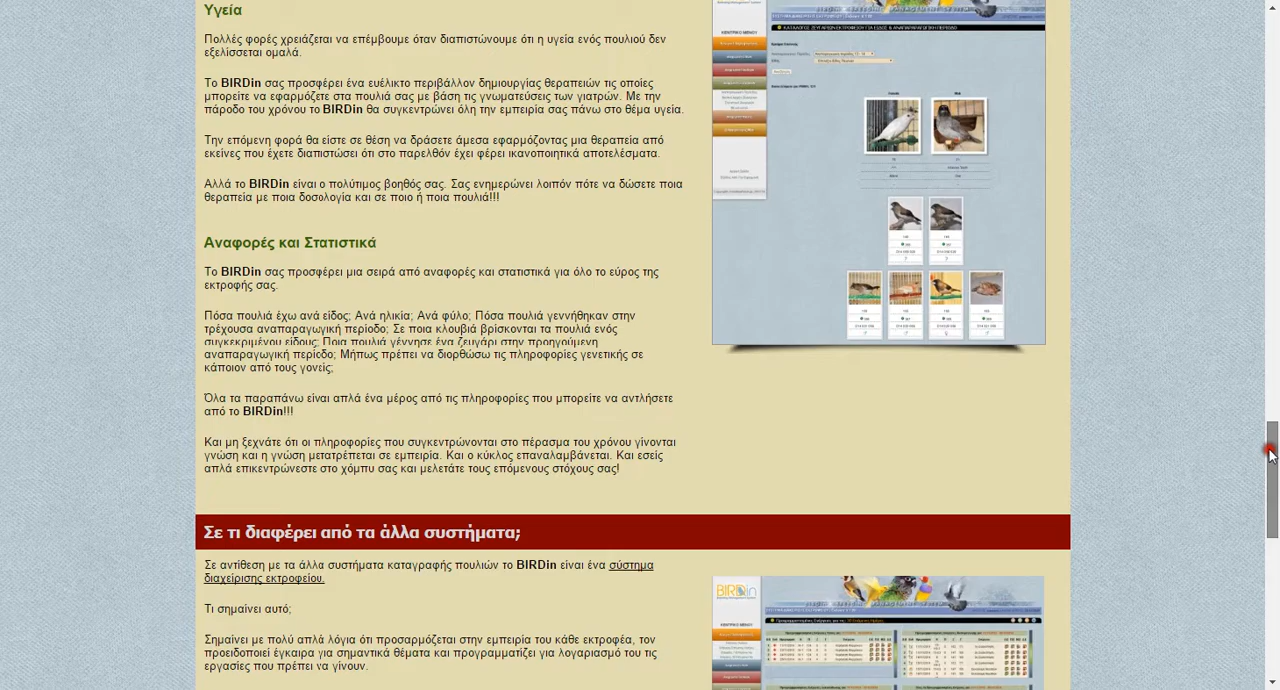 Υγεία
Αρκετές φορές χρειάζεται να επέμβουμε όταν διαπιστώνουμε ότι η υγεία ενός πουλιού δεν
εξελίσσεται ομαλά.
Το BIRDin σας προσφέρει ένα ευέλικτο περιβάλλον δημιουργίας θεραπειών τις οποίες
μπορείτε να εφαρμόζετε στα πουλιά σας με βάση τις γνωματεύσεις των γιατρών. Με την
πάροδο του χρόνου το BIRDin θα συγκεντρώνει όλη την εμπειρία σας πάνω στο θέμα υγεία.
Την επόμενη φορά θα είστε σε θέση να δράσετε άμεσα εφαρμόζοντας μια θεραπεία από
εκείνες που έχετε διαπιστώσει ότι στο παρελθόν έχει φέρει ικανοποιητικά αποτελέσματα.
Αλλά το BIRDin είναι ο πολύτιμος βοηθός σας. Σας ενημερώνει λοιπόν πότε να δώσετε ποια
θεραπεία με ποια δοσολογία και σε ποιο ή ποια πουλιά!!!
Αναφορές και Στατιστικά
Το BIRDin σας προσφέρει μια σειρά από αναφορές και στατιστικά για όλο το εύρος της
εκτροφής σας.
Πόσα πουλιά έχω ανά είδος; Ανά ηλικία; Ανά φύλο; Πόσα πουλιά γεννήθηκαν στην
τρέχουσα αναπαραγωγική περίοδο; Σε ποια κλουβιά βρίσκονται τα πουλιά ενός
συγκεκριμένου είδους; Ποια πουλιά γέννησε ένα ζευγάρι στην προηγούμενη
αναπαραγωγική περίοδο; Μήπως πρέπει να διορθώσω τις πληροφορίες γενετικής σε
κάποιον από τους γονείς;
Όλα τα παραπάνω είναι απλά ένα μέρος από τις πληροφορίες που μπορείτε να αντλήσετε
από το BIRDin!!!
Και μη ξεχνάτε ότι οι πληροφορίες που συγκεντρώνονται στο πέρασμα του χρόνου γίνονται
γνώση και η γνώση μετατρέπεται σε εμπειρία. Και ο κύκλος επαναλαμβάνεται. Και εσείς
απλά επικεντρώνεστε στο χόμπυ σας και μελετάτε τους επόμενους στόχους σας!
Σε τι διαφέρει από τα άλλα συστήματα;
Σε αντίθεση με τα άλλα συστήματα καταγραφής πουλιών το BIRDin είναι ένα σύστημα
διαχείρισης εκτροφείου.
Τι σημαίνει αυτό;
Σημαίνει με πολύ απλά λόγια ότι προσαρμόζεται στην εμπειρία του κάθε εκτροφέα, τον
προειδοποιεί έγκαιρα για σημαντικά θέματα και προγραμματίζει για λογαριασμό του τις
εργασίες που πρέπει να γίνουν.
BIRDin